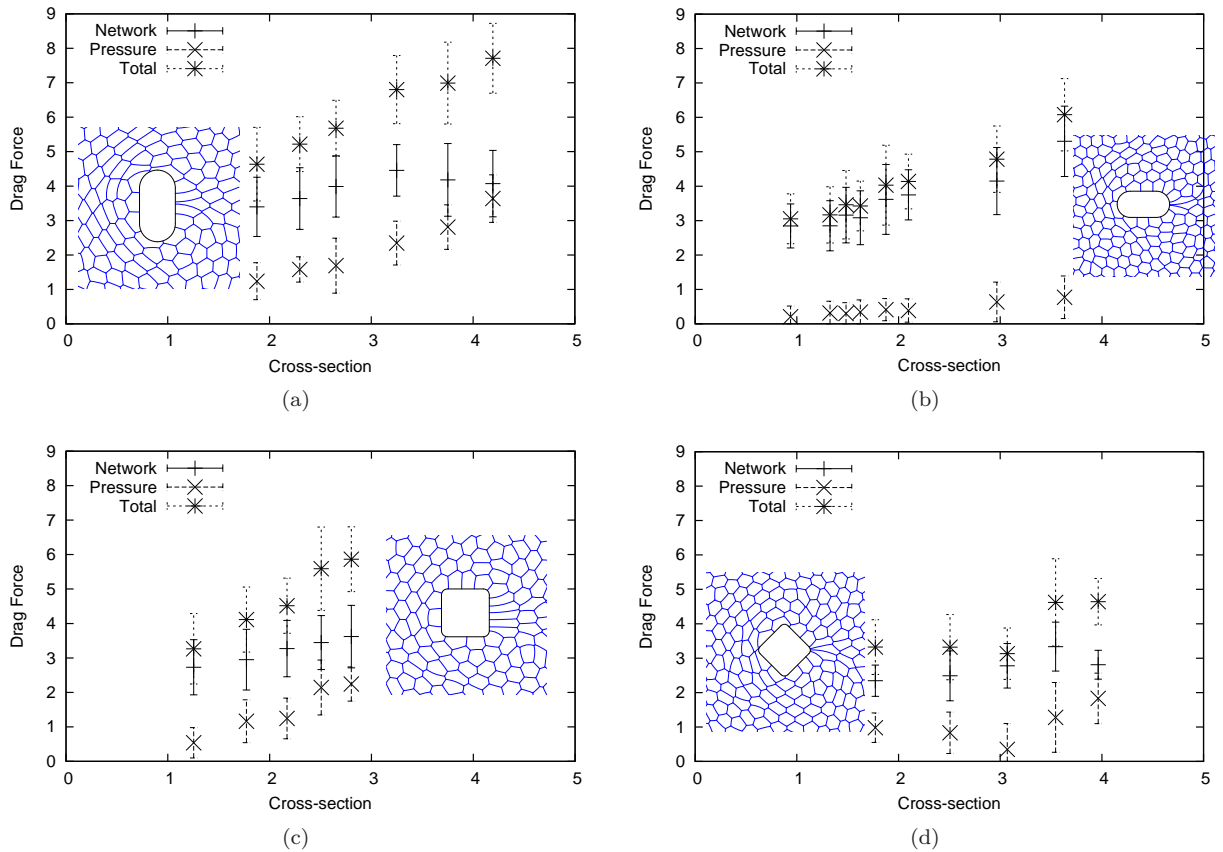 9
8
7
6
5
4
3
2
1
0
Drag Force
Network
Pressure
Total
0 1 2 3 4 5
Cross-section
(a)
9
8
7
6
5
4
3
2
1
0
Drag Force
Network
Pressure
Total
0 1 2 3 4 5
Cross-section
(b)
9
8
7
6
5
4
3
2
1
0
Drag Force
Network
Pressure
Total
0 1 2 3 4 5
Cross-section
(c)
9
8
7
6
5
4
3
2
1
0
Drag Force
Network
Pressure
Total
0 1 2 3 4 5
Cross-section
(d)